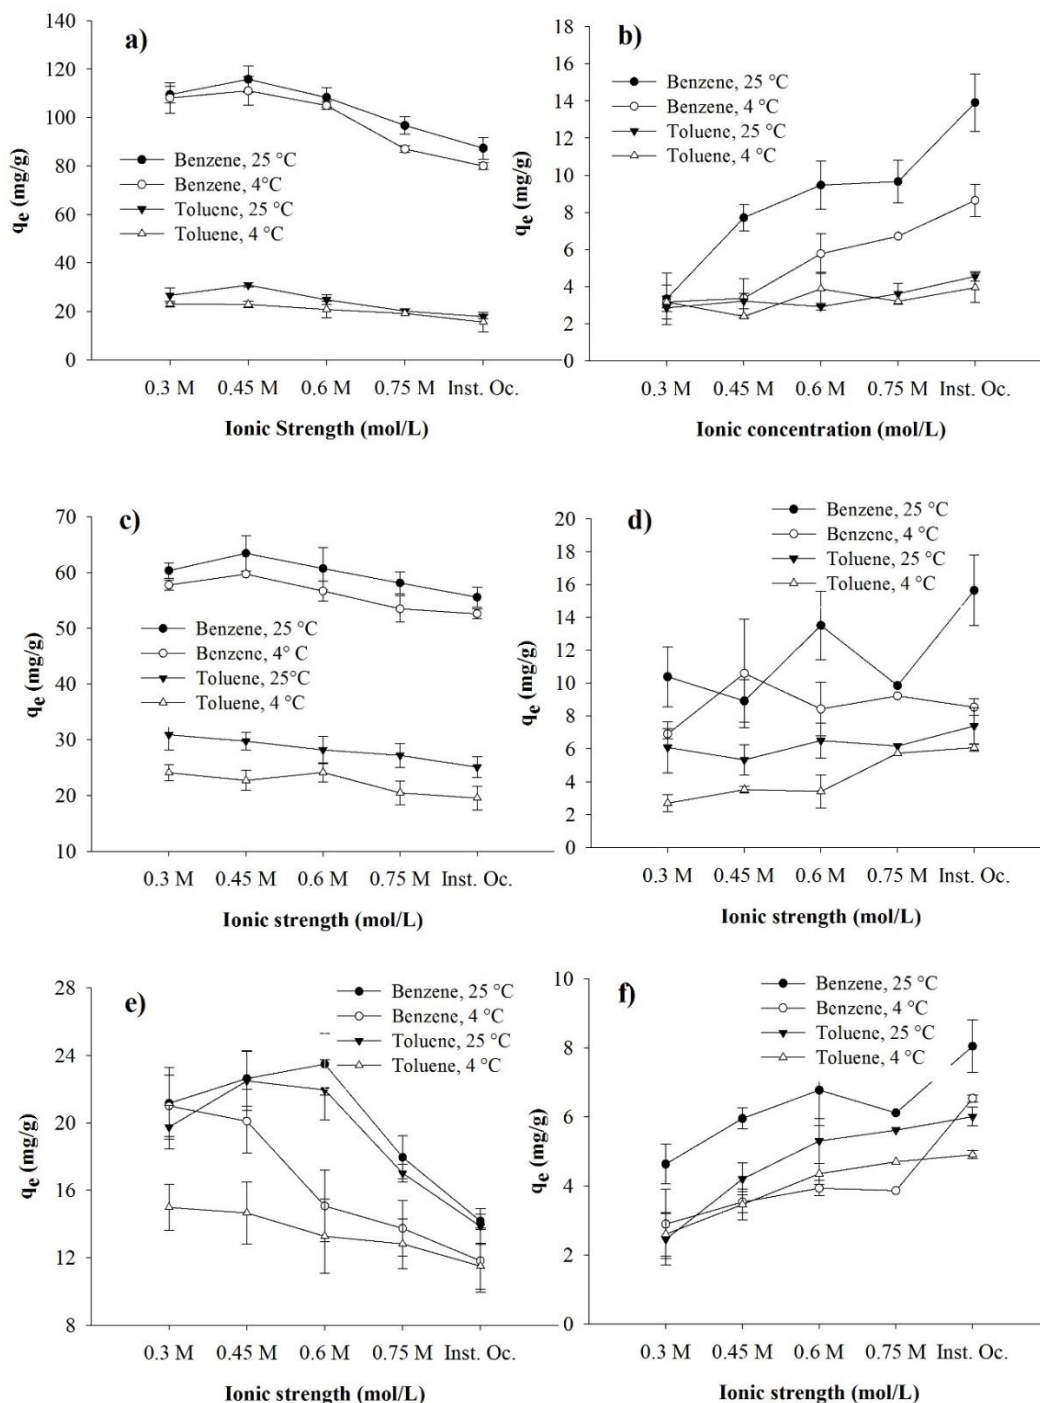 a)
140
120
100
80
60
40
20
0
qe (mg/g)
Benzene, 25 °C
Benzene, 4°C
Toluene, 25 °C
Toluene, 4 °C
0.3 M 0.45 M 0.6 M 0.75 M Inst. Oc.
Ionic Strength (mol/L)
b)
18
16
14
12
10
8
6
4
2
0
qe (mg/g)
Benzene, 25 °C
Benzene, 4 °C
Toluene, 25 °C
Toluene, 4 °C
0.3 M 0.45 M 0.6 M 0.75 M Inst. Oc.
Ionic concentration (mol/L)
c)
70
60
50
40
30
20
10
qe (mg/g)
Benzene, 25 °C
Benzene, 4° C
Toluene, 25°C
Toluene, 4 °C
0.3 M 0.45 M 0.6 M 0.75 M Inst. Oc.
Ionic strength (mol/L)
d)
20
18
16
14
12
10
8
6
4
2
0
qe (mg/g)
Benzene, 25 °C
Benzene, 4 °C
Toluene, 25 °C
Toluene, 4 °C
0.3 M 0.45 M 0.6 M 0.75 M Inst. Oc.
Ionic strength (mol/L)
e)
28
24
20
16
12
8
qe (mg/g)
Benzene, 25 °C
Benzene, 4 °C
Toluene, 25 °C
Toluene, 4 °C
0.3 M 0.45 M 0.6 M 0.75 M Inst. Oc.
Ionic strength (mol/L)
f)
10
8
6
4
2
0
qe (mg/g)
Benzene, 25 °C
Benzene, 4 °C
Toluene, 25 °C
Toluene, 4 °C
0.3 M 0.45 M 0.6 M 0.75 M Inst. Oc.
Ionic strength (mol/L)